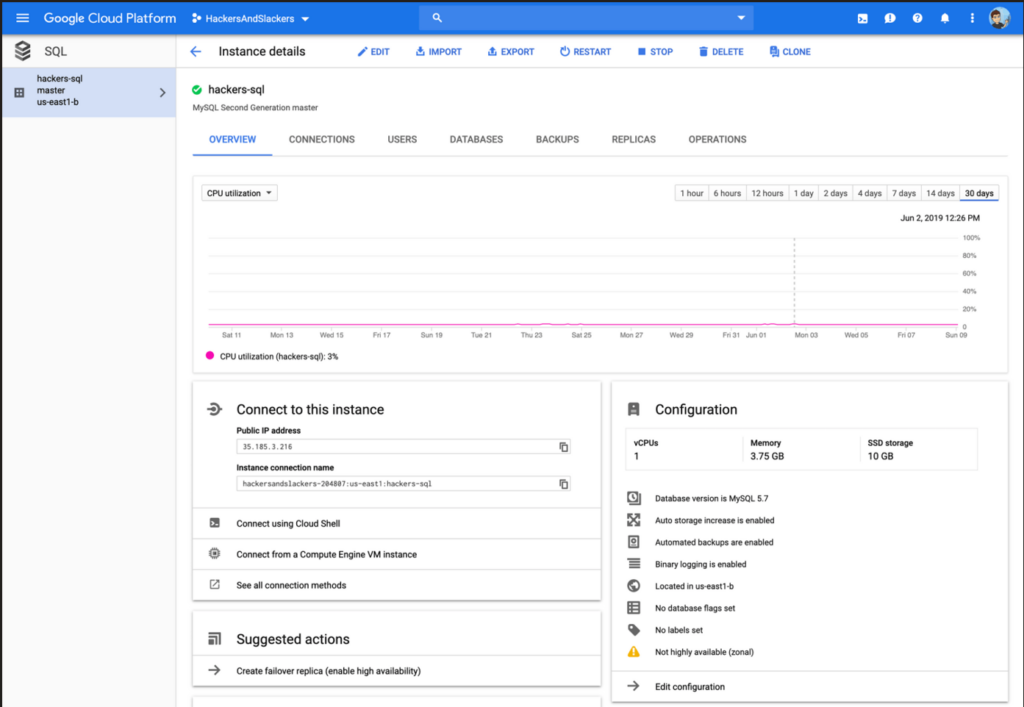 Google Cloud Platform HackersAndSlackers
SQL
Instance details EDIT IMPORT EXPORT RESTART STOP DELETE CLONE
hackers-sql
master
us-east1-b
hackers-sql
MySQL Second Generation master
OVERVIEW CONNECTIONS USERS DATABASES BACKUPS REPLICAS OPERATIONS
CPU utilization
1 hour 6 hours 12 hours 1 day 2 days 4 days 7 days 14 days 30 days
Jun 2, 2019 12:26 PM
100%
80%
60%
40%
20%
0
Sat 11 Mon 13 Wed 15 Fri 17 Sun 19 Tue 21 Thu 23 Sat 25 Mon 27 Wed 29 Fri 31 Jun 01 Mon 03 Wed 05 Fri 07 Sun 09
CPU utilization (hackers-sql): 3%
Connect to this instance
Public IP address
35.185.3.216
Instance connection name
hackersandslackers-204807:us-east1:hackers-sql
Connect using Cloud Shell
Connect from a Compute Engine VM instance
See all connection methods
Suggested actions
Create failover replica (enable high availability)
Configuration
vCPUs Memory SSD storage
1 3.75 GB 10 GB
Database version is MySQL 5.7
Auto storage increase is enabled
Automated backups are enabled
Binary logging is enabled
Located in us-east1-b
No database flags set
No labels set
Not highly available (zonal)
Edit configuration